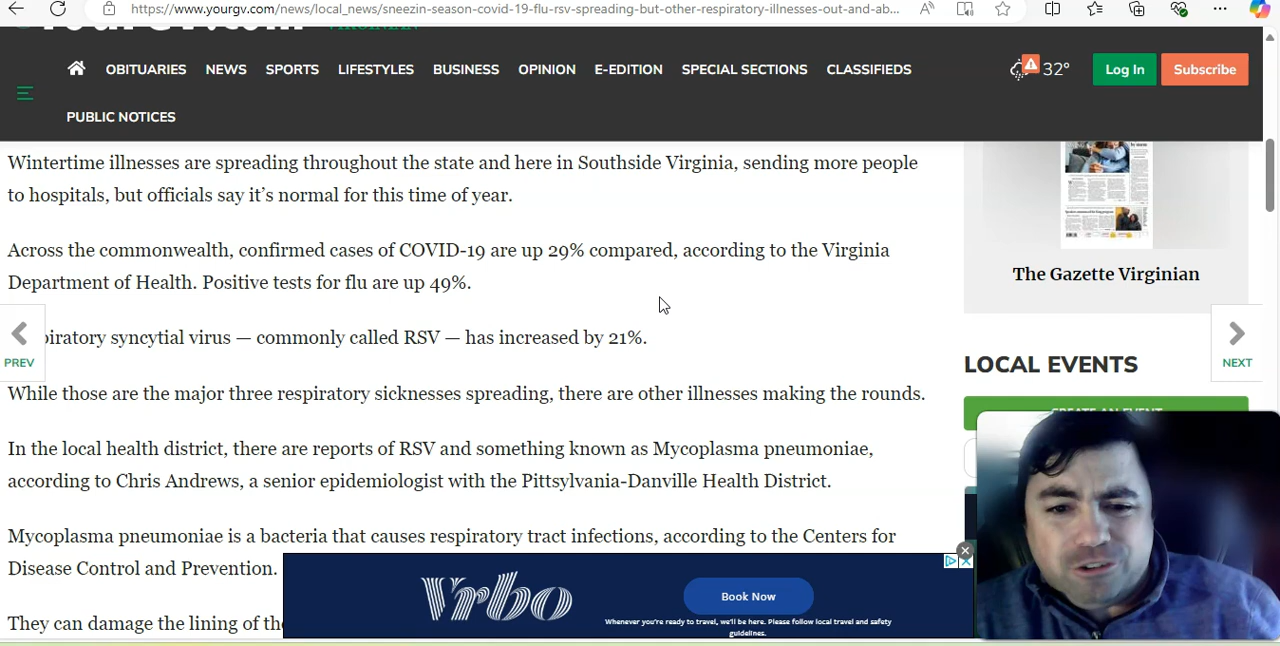 https://www.yourgv.com/news/local_news/sneezin-season-covid-19-flu-rsv-spreading-but-other-respiratory-illnesses-out-and-ab...
OBITUARIES NEWS SPORTS LIFESTYLES BUSINESS OPINION E-EDITION SPECIAL SECTIONS CLASSIFIEDS
32°
Log In
Subscribe
PUBLIC NOTICES
Wintertime illnesses are spreading throughout the state and here in Southside Virginia, sending more people
to hospitals, but officials say it's normal for this time of year.
Across the commonwealth, confirmed cases of COVID-19 are up 29% compared, according to the Virginia
Department of Health. Positive tests for flu are up 49%.
piratory syncytial virus — commonly called RSV — has increased by 21%.
While those are the major three respiratory sicknesses spreading, there are other illnesses making the rounds.
In the local health district, there are reports of RSV and something known as Mycoplasma pneumoniae,
according to Chris Andrews, a senior epidemiologist with the Pittsylvania-Danville Health District.
Mycoplasma pneumoniae is a bacteria that causes respiratory tract infections, according to the Centers for
Disease Control and Prevention.
They can damage the lining of the
PREV
NEXT
The Gazette Virginian
LOCAL EVENTS
CREATE AN EVENT
Vrbo
Book Now
Whenever you're ready to travel, we'll be here. Please follow local travel and safety
guidelines.